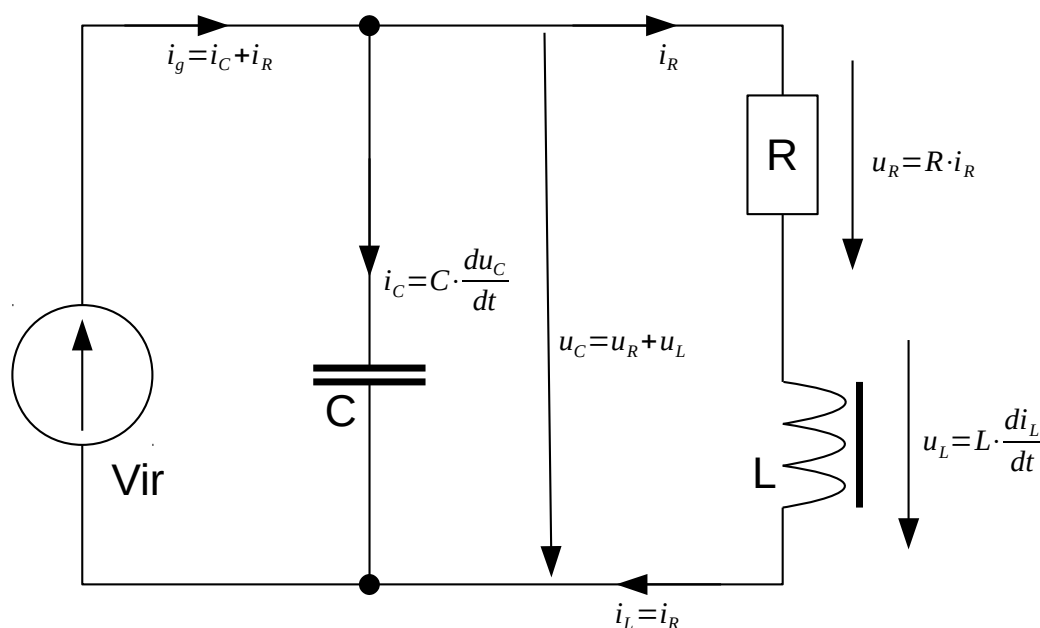 i_g=i_C+i_R
i_R
R
u_R=R·i_R
i_C=C·du_C/dt
u_C=u_R+u_L
C
Vir
L
u_L=L·di_L/dt
i_L=i_R